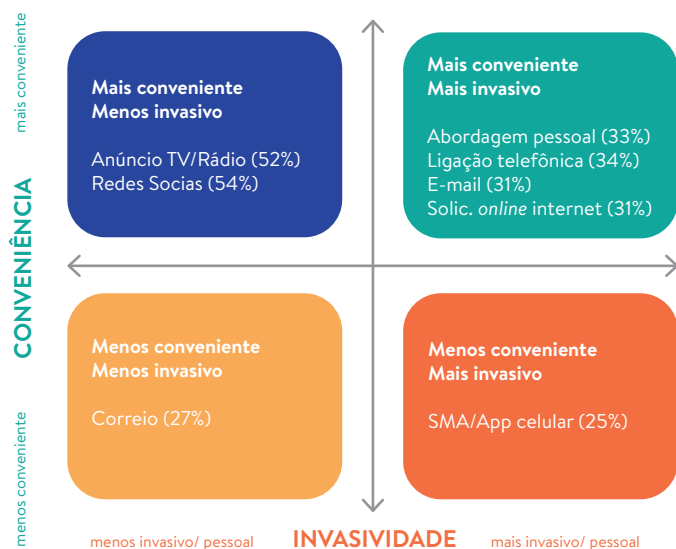 mais conveniente
CONVENIÊNCIA
menos conveniente
Mais conveniente
Menos invasivo
Anúncio TV/Rádio (52%)
Redes Socias (54%)
Mais conveniente
Mais invasivo
Abordagem pessoal (33%)
Ligação telefônica (34%)
E-mail (31%)
Solic. online internet (31%)
Menos conveniente
Menos invasivo
Correio (27%)
Menos conveniente
Mais invasivo
SMA/App celular (25%)
menos invasivo/ pessoal
INVASIVIDADE
mais invasivo/ pessoal